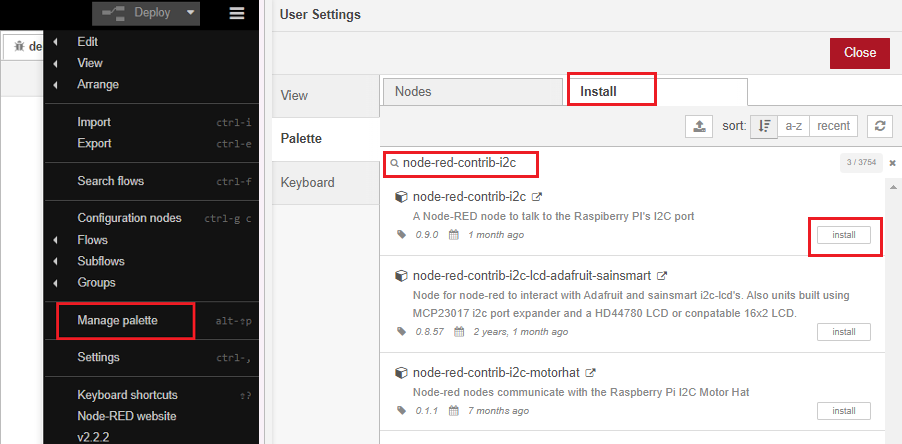 Deploy
de
Edit
View
Arrange
Import ctrl-i
Export ctrl-e
Search flows ctrl-f
Configuration nodes ctrl-g c
Flows
Subflows
Groups
Manage palette alt-⇧p
Settings ctrl-,
Keyboard shortcuts ⇧?
Node-RED website
v2.2.2
User Settings
Close
View
Palette
Keyboard
Nodes
Install
sort: a-z recent
node-red-contrib-i2c 3 / 3754
node-red-contrib-i2c
A Node-RED node to talk to the Raspiberry PI's I2C port
0.9.0 1 month ago install
node-red-contrib-i2c-lcd-adafruit-sainsmart
Node for node-red to interact with Adafruit and sainsmart i2c-lcd's. Also units built using
MCP23017 i2c port expander and a HD44780 LCD or conpatable 16x2 LCD.
0.8.57 2 years, 1 month ago install
node-red-contrib-i2c-motorhat
Node-red nodes communicate with the Raspberry Pi I2C Motor Hat
0.1.1 7 months ago install